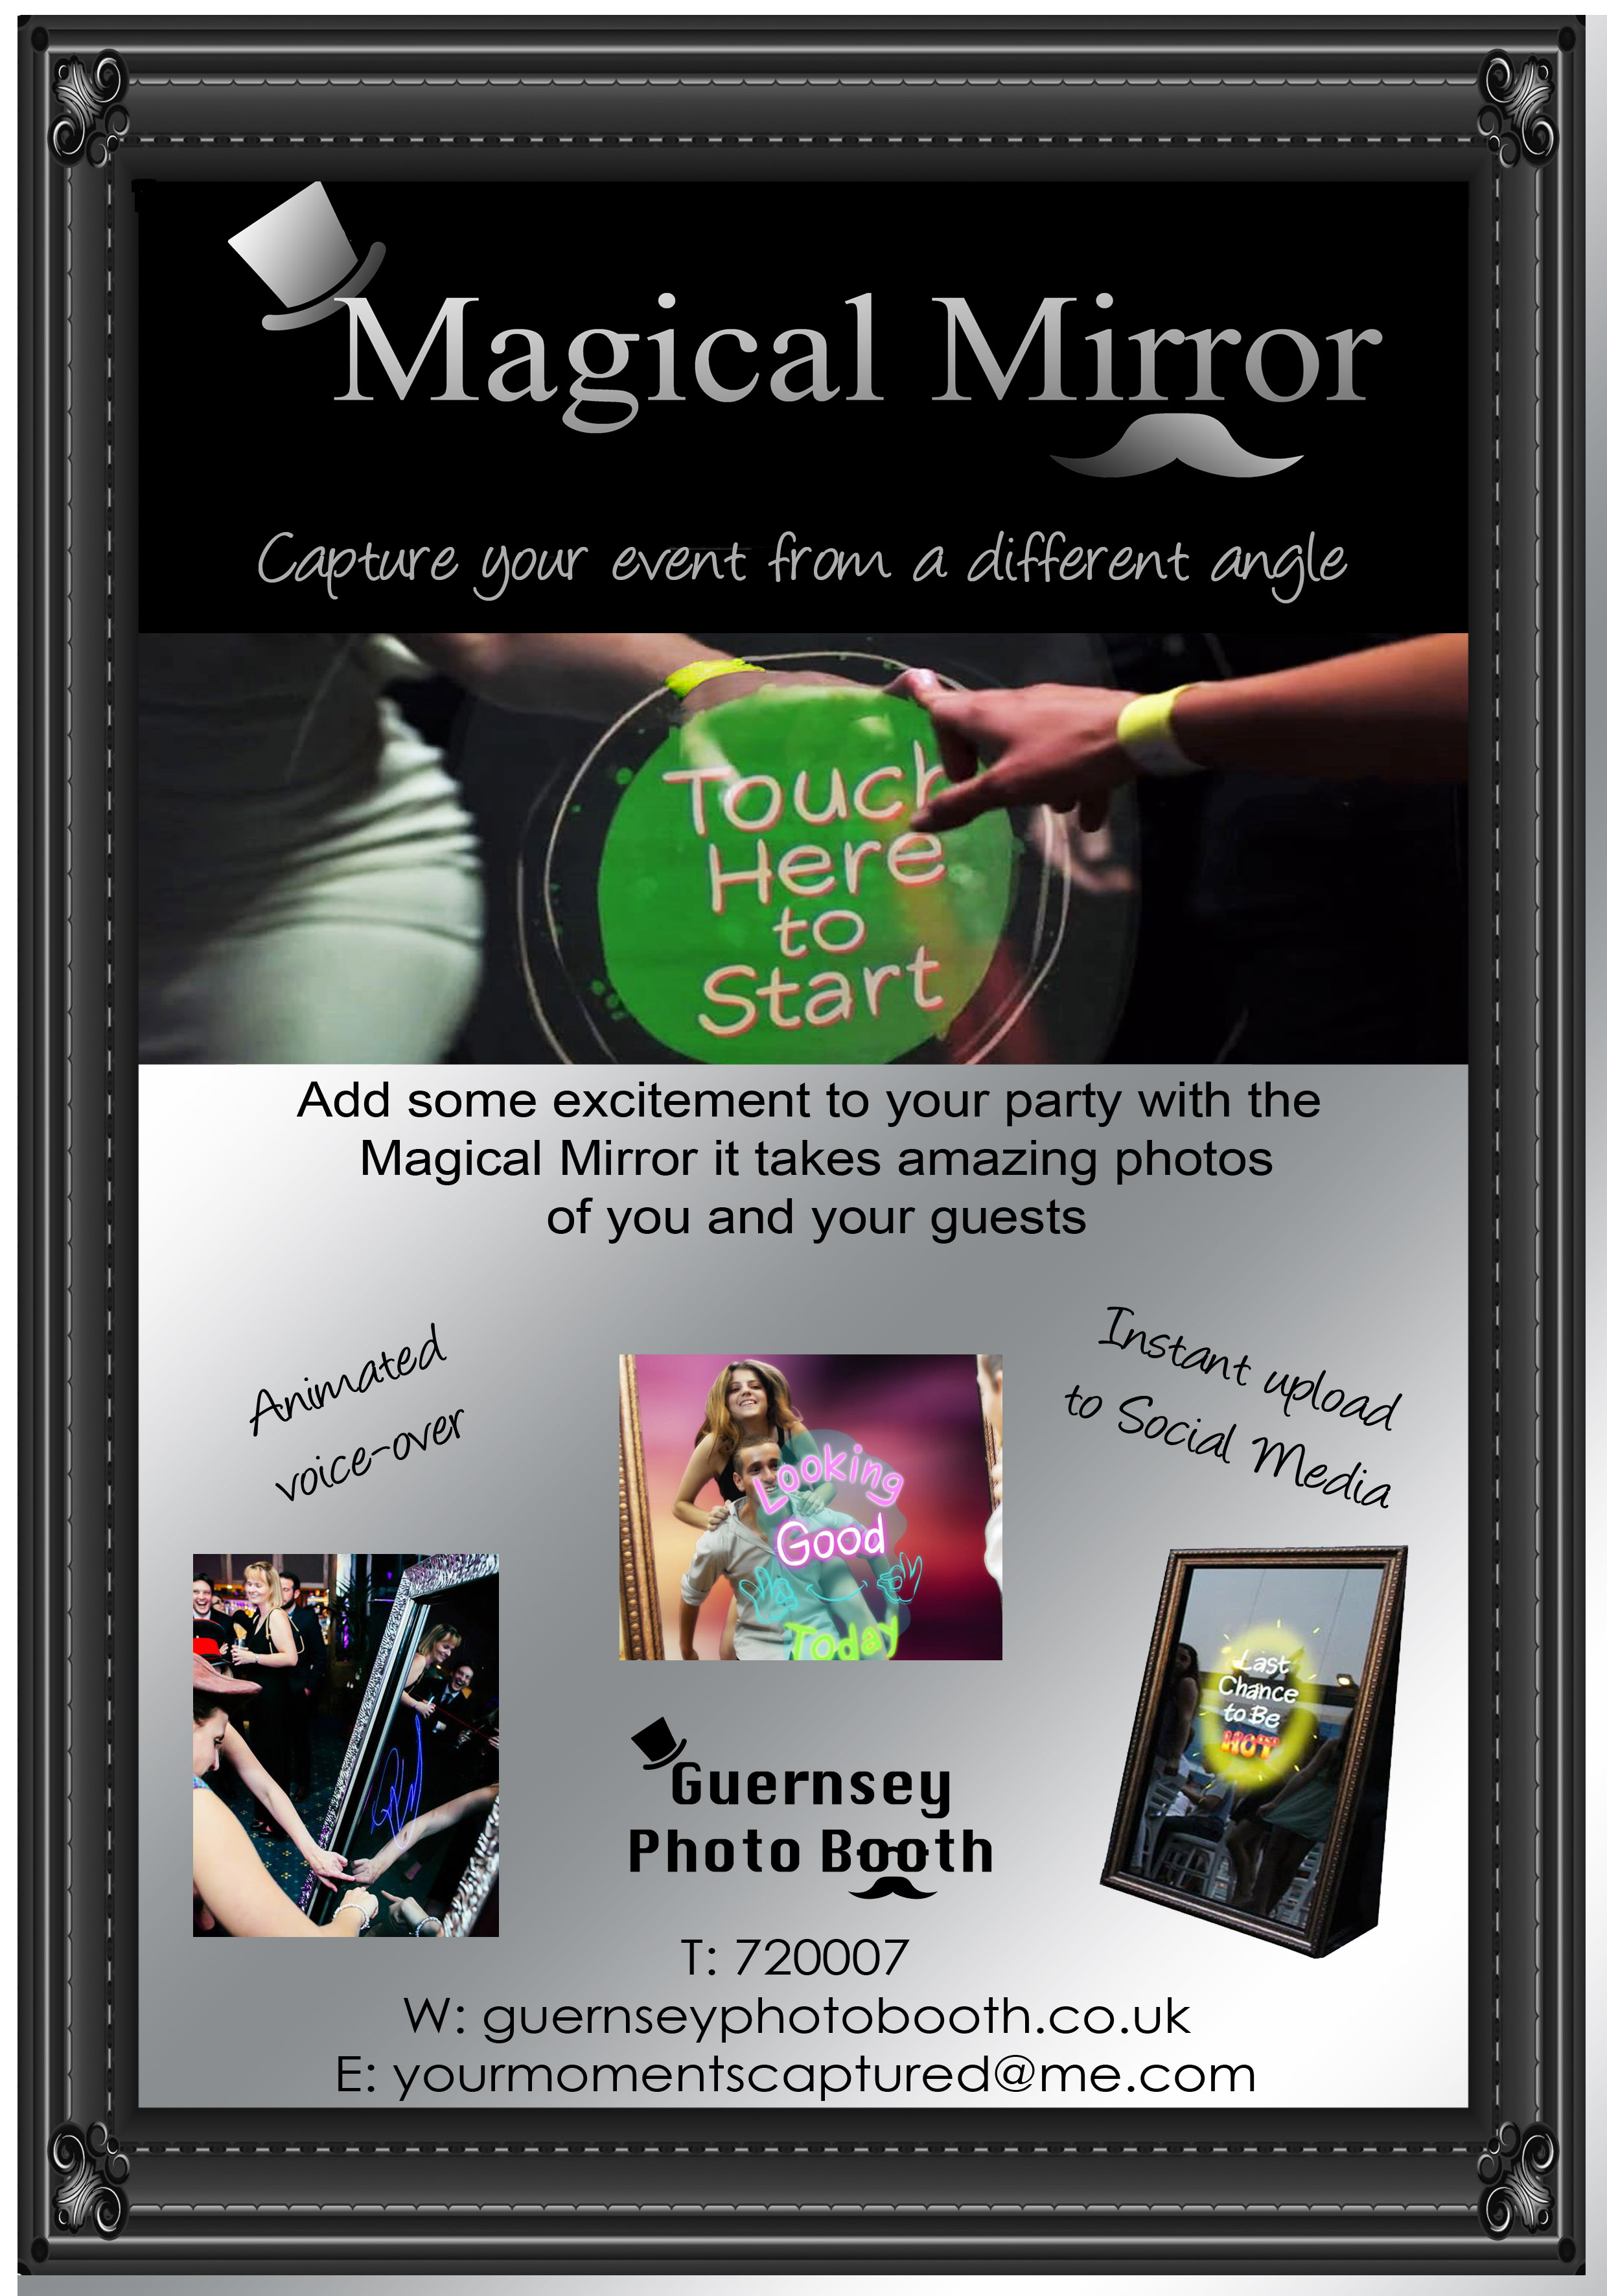 Magical Mirror
Capture your event from a different angle
Touch
Here
to
Start
Add some excitement to your party with the
Magical Mirror it takes amazing photos
of you and your guests
Animated
voice-over
Instant upload
to Social Media
Looking
Good
Today
Last
Chance
to Be
HOT
Guernsey
Photo Booth
T: 720007
W: guernseyphotobooth.co.uk
E: yourmomentscaptured@me.com